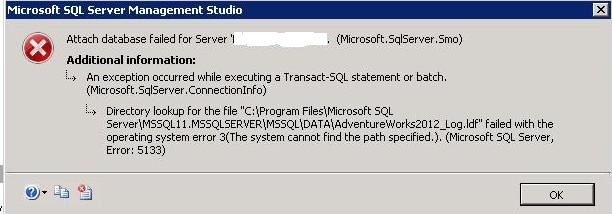 Microsoft SQL Server Management Studio
Attach database failed for Server '. (Microsoft.SqlServer.Smo)
Additional information:
An exception occurred while executing a Transact-SQL statement or batch.
(Microsoft.SqlServer.ConnectionInfo)
Directory lookup for the file "C:\Program Files\Microsoft SQL
Server\MSSQL11.MSSQLSERVER\MSSQL\DATA\AdventureWorks2012_Log.ldf" failed with the
operating system error 3(The system cannot find the path specified.). (Microsoft SQL Server,
Error: 5133)
OK